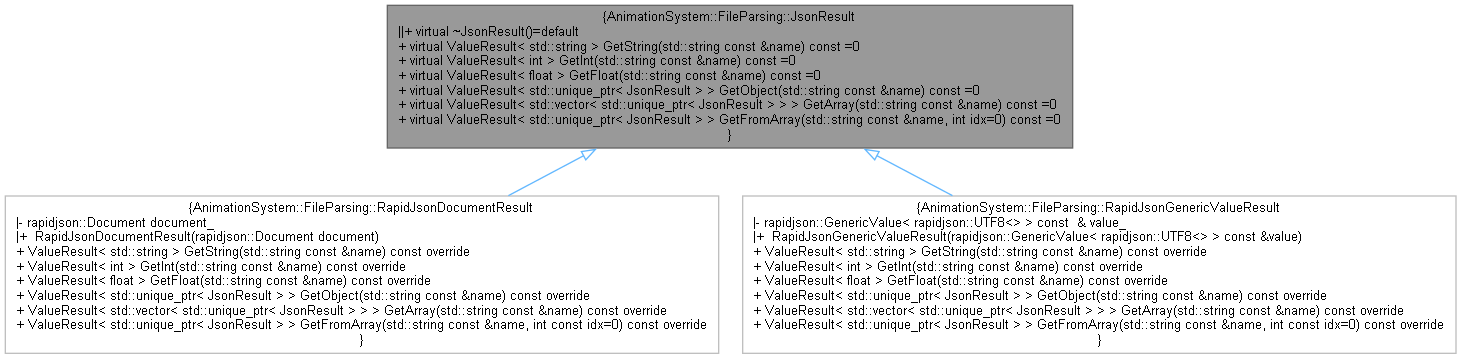 {AnimationSystem::FileParsing::JsonResult
||+ virtual ~JsonResult()=default
+ virtual ValueResult< std::string > GetString(std::string const &name) const =0
+ virtual ValueResult< int > GetInt(std::string const &name) const =0
+ virtual ValueResult< float > GetFloat(std::string const &name) const =0
+ virtual ValueResult< std::unique_ptr< JsonResult > > GetObject(std::string const &name) const =0
+ virtual ValueResult< std::vector< std::unique_ptr< JsonResult > > > GetArray(std::string const &name) const =0
+ virtual ValueResult< std::unique_ptr< JsonResult > > GetFromArray(std::string const &name, int idx=0) const =0
}
{AnimationSystem::FileParsing::RapidJsonDocumentResult
|- rapidjson::Document document_
|+  RapidJsonDocumentResult(rapidjson::Document document)
+ ValueResult< std::string > GetString(std::string const &name) const override
+ ValueResult< int > GetInt(std::string const &name) const override
+ ValueResult< float > GetFloat(std::string const &name) const override
+ ValueResult< std::unique_ptr< JsonResult > > GetObject(std::string const &name) const override
+ ValueResult< std::vector< std::unique_ptr< JsonResult > > > GetArray(std::string const &name) const override
+ ValueResult< std::unique_ptr< JsonResult > > GetFromArray(std::string const &name, int const idx=0) const override
}
{AnimationSystem::FileParsing::RapidJsonGenericValueResult
|- rapidjson::GenericValue< rapidjson::UTF8<> > const  & value_
|+  RapidJsonGenericValueResult(rapidjson::GenericValue< rapidjson::UTF8<> > const &value)
+ ValueResult< std::string > GetString(std::string const &name) const override
+ ValueResult< int > GetInt(std::string const &name) const override
+ ValueResult< float > GetFloat(std::string const &name) const override
+ ValueResult< std::unique_ptr< JsonResult > > GetObject(std::string const &name) const override
+ ValueResult< std::vector< std::unique_ptr< JsonResult > > > GetArray(std::string const &name) const override
+ ValueResult< std::unique_ptr< JsonResult > > GetFromArray(std::string const &name, int const idx=0) const override
}